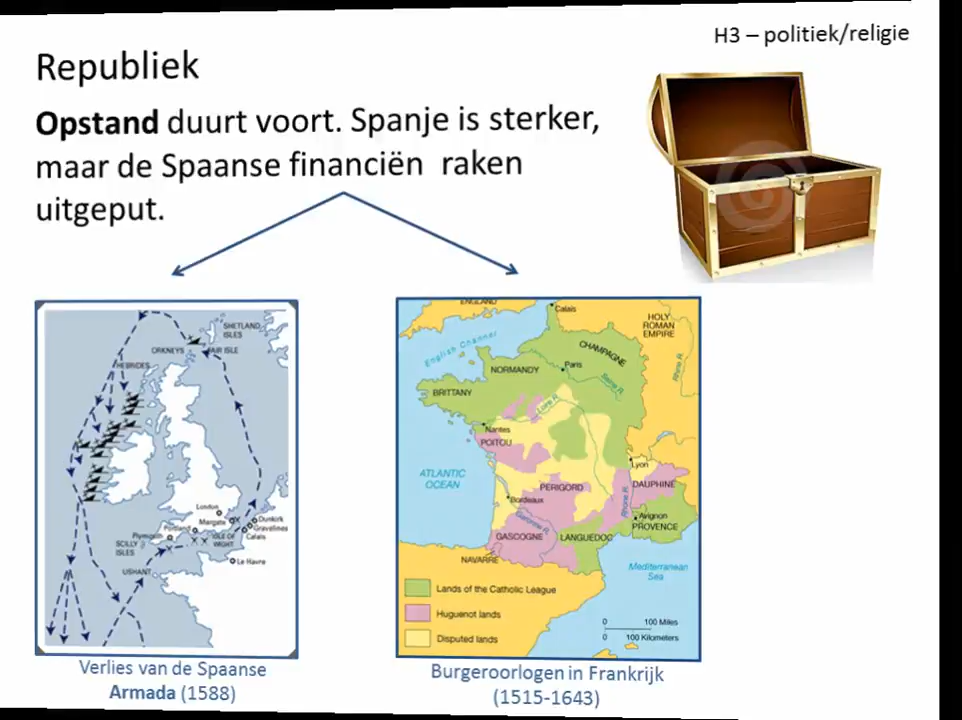 H3 – politiek/religie
Republiek
Opstand duurt voort. Spanje is sterker,
maar de Spaanse financiën raken
uitgeput.
SHETLAND
ISLES
ORKNEYS
FAIR ISLE
HEBRIDES
London
Margate
Dunkirk
Gravelines
Calais
Portland
Plymouth
ISLE OF
WIGHT
SCILLY
ISLES
USHANT
Le Havre
ENGLAND
Calais
HOLY
ROMAN
EMPIRE
English Channel
CHAMPAGNE
NORMANDY
Paris
Seine R.
Rhine R.
BRITTANY
Loire R.
Nantes
POITOU
ATLANTIC
OCEAN
Lyon
PERIGORD
DAUPHINE
Rhone R.
Bordeaux
Garonne R.
Avignon
PROVENCE
GASCOGNE
LANGUEDOC
NAVARRE
Mediterranean
Sea
Lands of the Catholic League
Huguenot lands
Disputed lands
0 100 Miles
0 100 Kilometers
Verlies van de Spaanse
Armada (1588)
Burgeroorlogen in Frankrijk
(1515-1643)